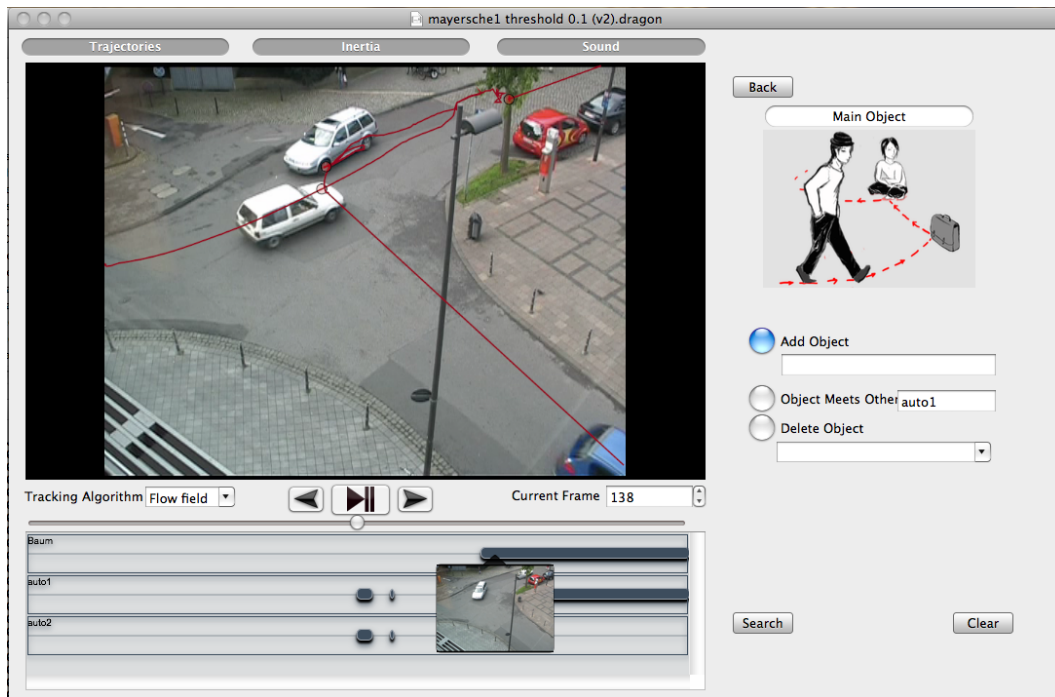 mayersche1 threshold 0.1 (v2).dragon
Trajectories
Inertia
Sound
Back
Main Object
Add Object
Object Meets Other
auto1
Delete Object
Tracking Algorithm
Flow field
Current Frame
138
Baum
auto1
auto2
Search
Clear